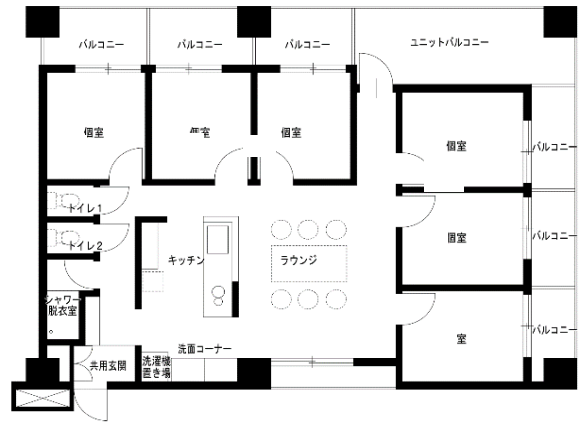 バルコニー
バルコニー
バルコニー
ユニットバルコニー
個室
個室
個室
個室
バルコニー
トイレ1
トイレ2
キッチン
ラウンジ
個室
バルコニー
シャワー
脱衣室
室
バルコニー
洗面コーナー
共用玄関
洗濯機
置き場